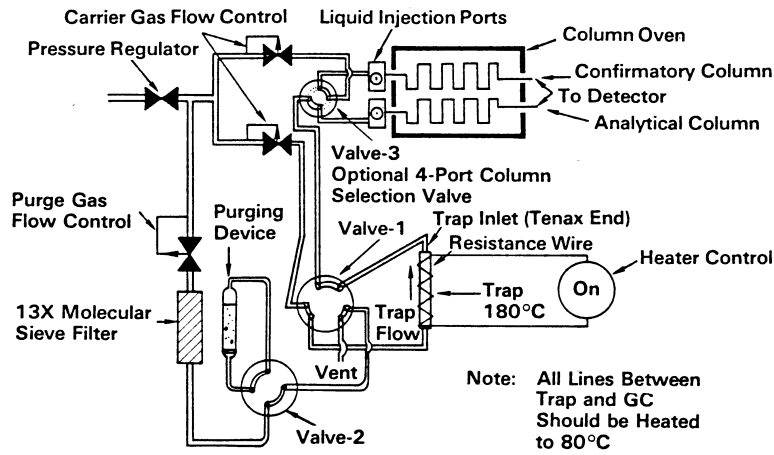 Carrier Gas Flow Control
Liquid Injection Ports
Pressure Regulator
Column Oven
Confirmatory Column
To Detector
Analytical Column
Valve-3
Optional 4-Port Column
Selection Valve
Purge Gas
Flow Control
Purging
Device
Valve-1
Trap Inlet (Tenax End)
Resistance Wire
Heater Control
On
Trap
180°C
Trap
Flow
13X Molecular
Sieve Filter
Vent
Valve-2
Note: All Lines Between
Trap and GC
Should be Heated
to 80°C